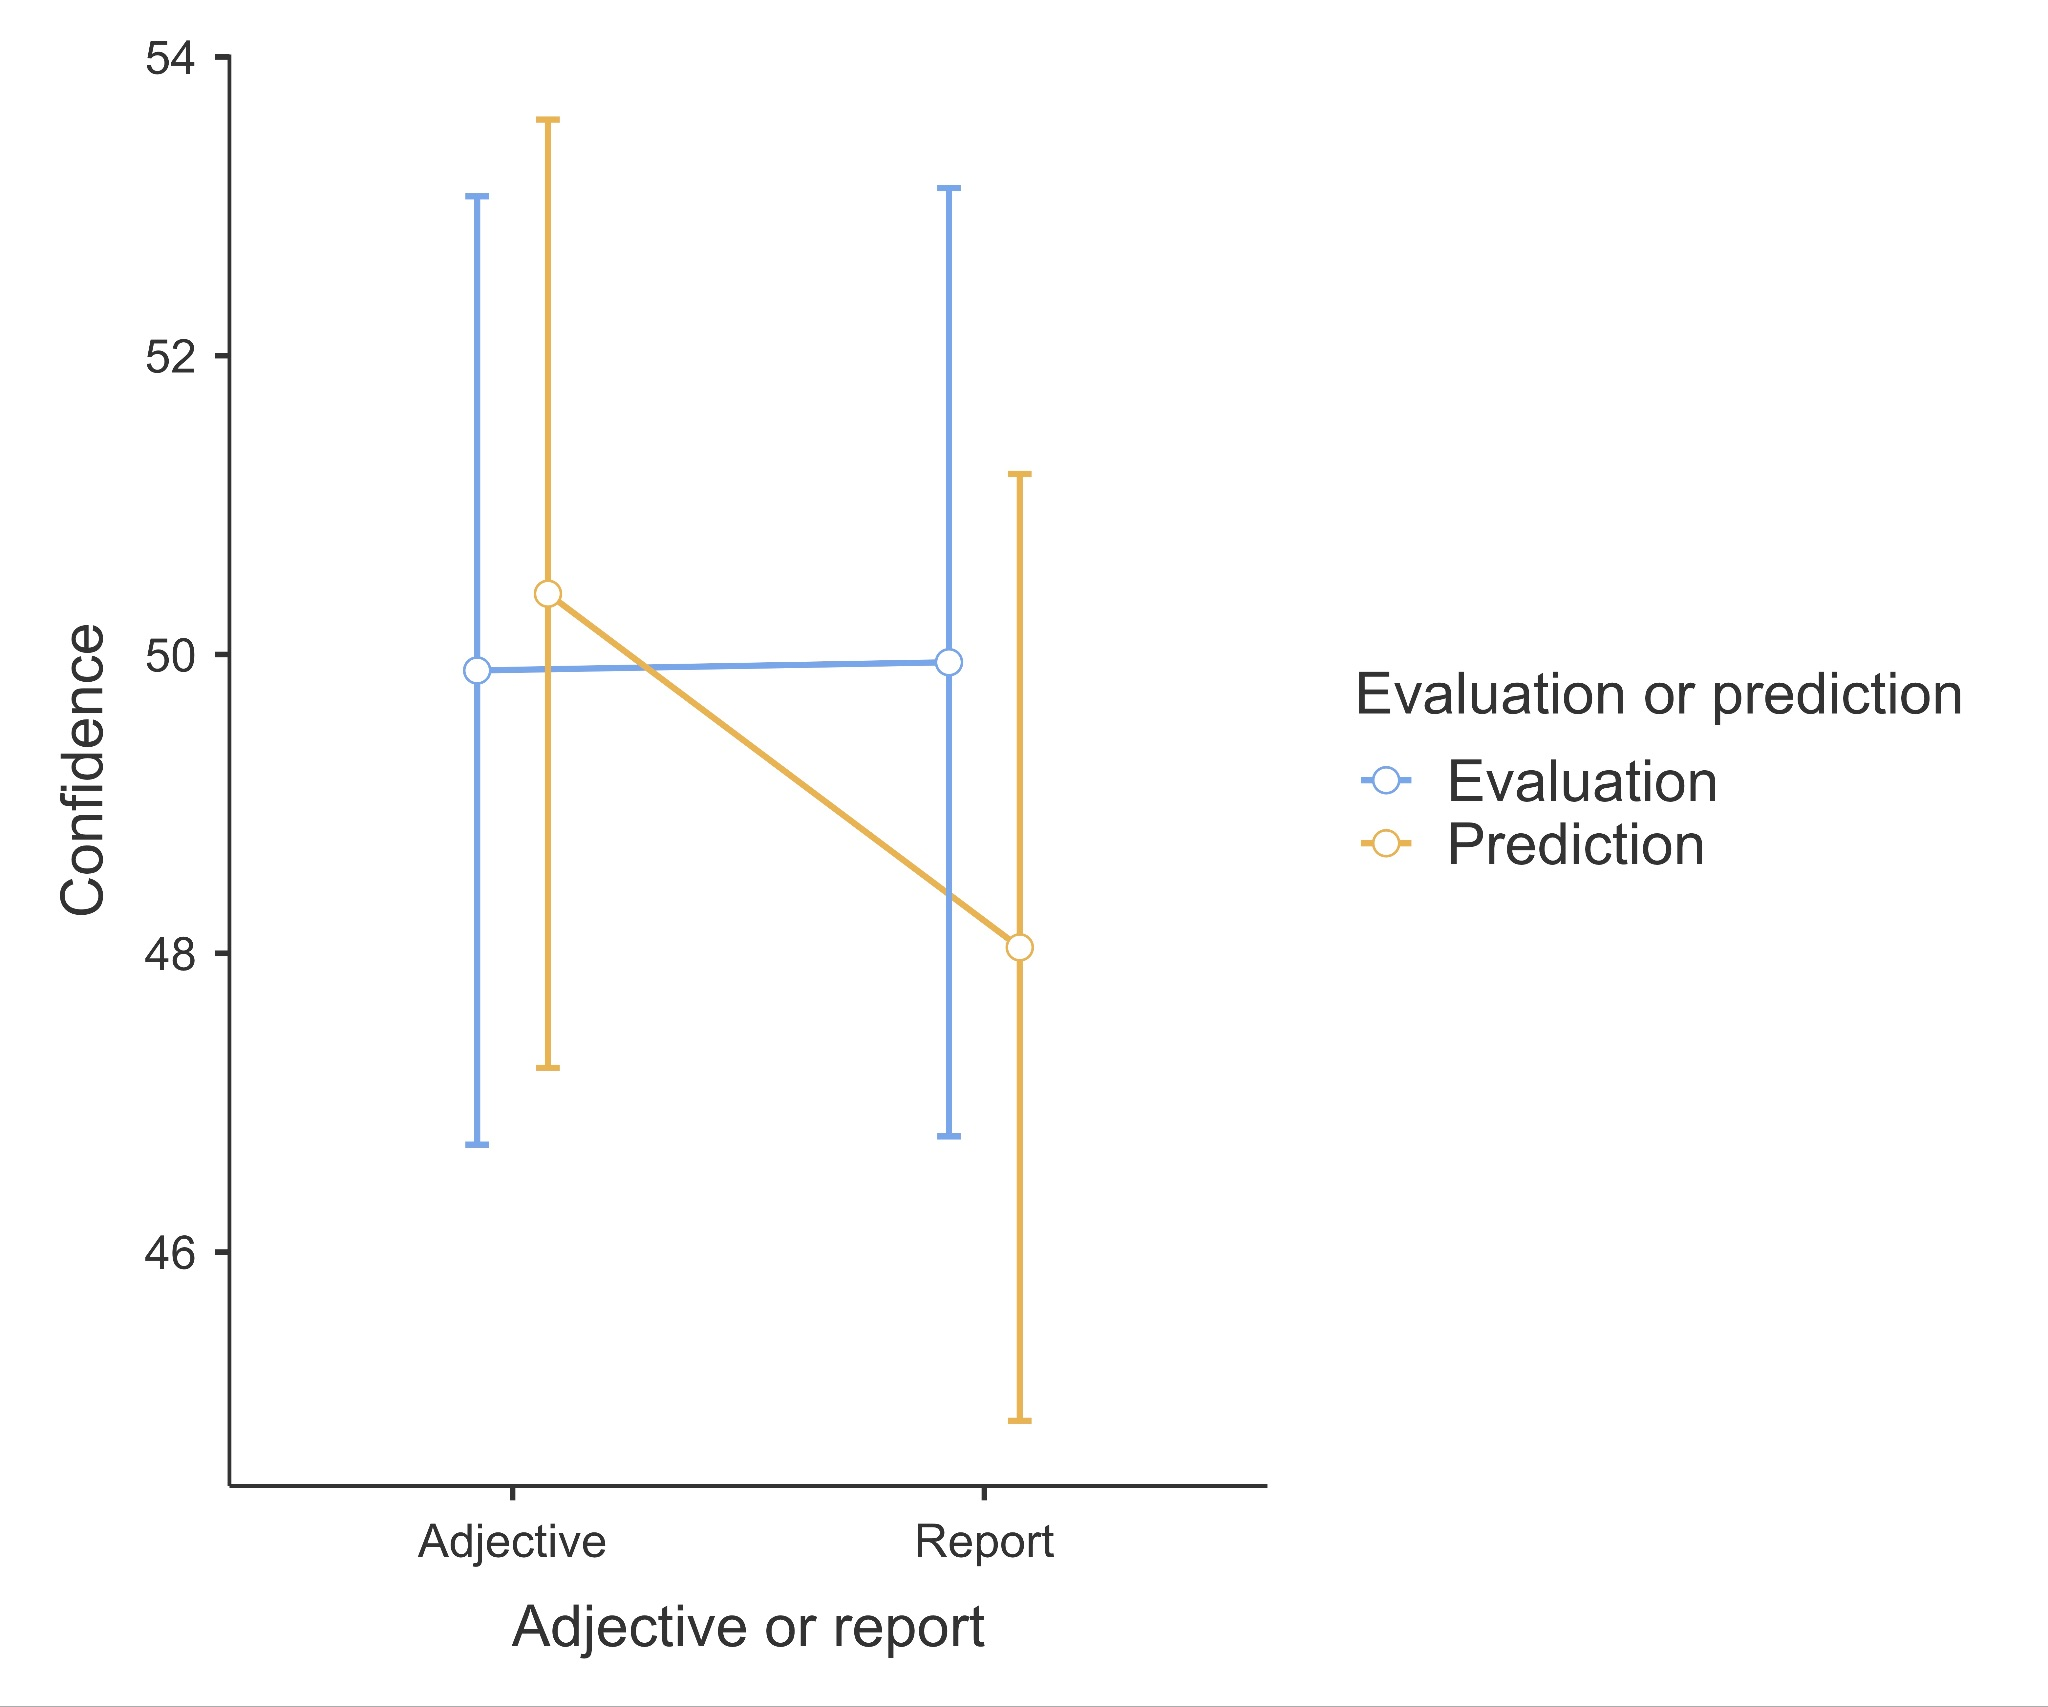 54
52
50
48
46
Confidence
Adjective
Report
Adjective or report
Evaluation or prediction
Evaluation
Prediction